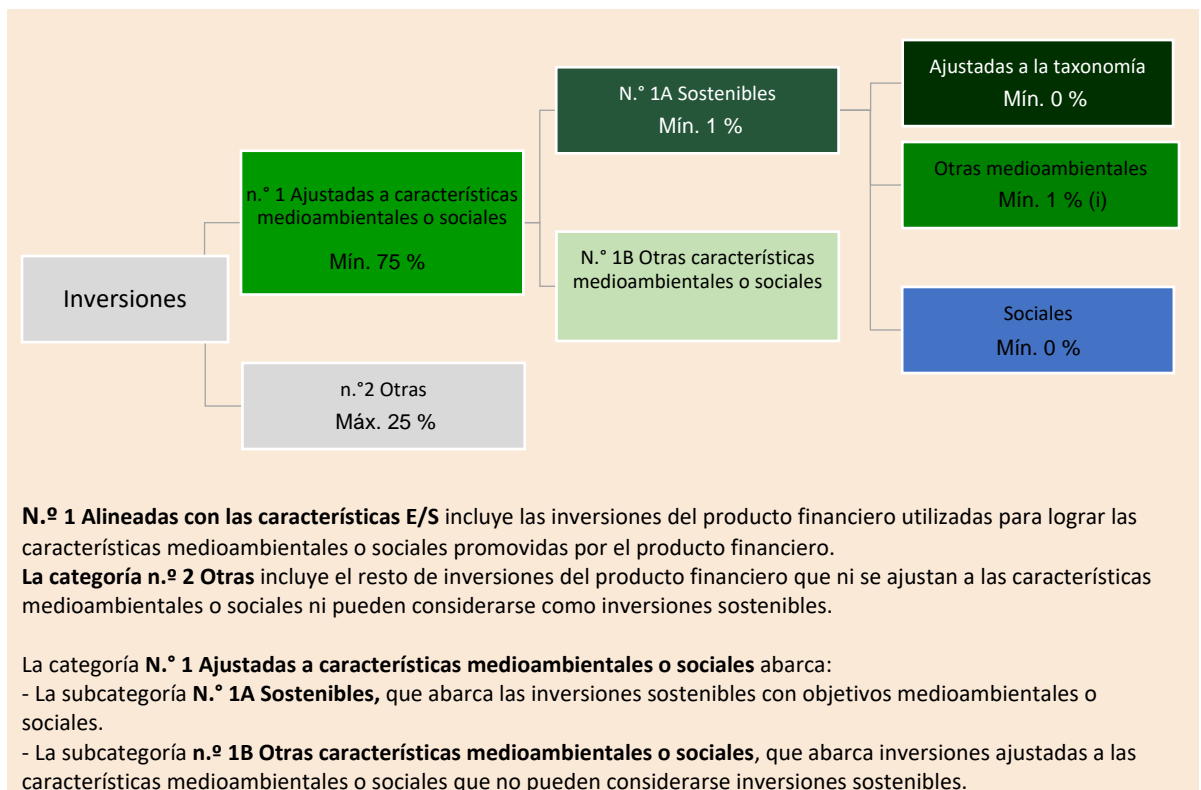 Inversiones
n.° 1 Ajustadas a características
medioambientales o sociales
Mín. 75 %
n.°2 Otras
Máx. 25 %
N.° 1A Sostenibles
Mín. 1 %
N.° 1B Otras características
medioambientales o sociales
Ajustadas a la taxonomía
Mín. 0 %
Otras medioambientales
Mín. 1 % (i)
Sociales
Mín. 0 %
N.º 1 Alineadas con las características E/S incluye las inversiones del producto financiero utilizadas para lograr las
características medioambientales o sociales promovidas por el producto financiero.
La categoría n.º 2 Otras incluye el resto de inversiones del producto financiero que ni se ajustan a las características
medioambientales o sociales ni pueden considerarse como inversiones sostenibles.
La categoría N.° 1 Ajustadas a características medioambientales o sociales abarca:
- La subcategoría N.° 1A Sostenibles, que abarca las inversiones sostenibles con objetivos medioambientales o
sociales.
- La subcategoría n.º 1B Otras características medioambientales o sociales, que abarca inversiones ajustadas a las
características medioambientales o sociales que no pueden considerarse inversiones sostenibles.